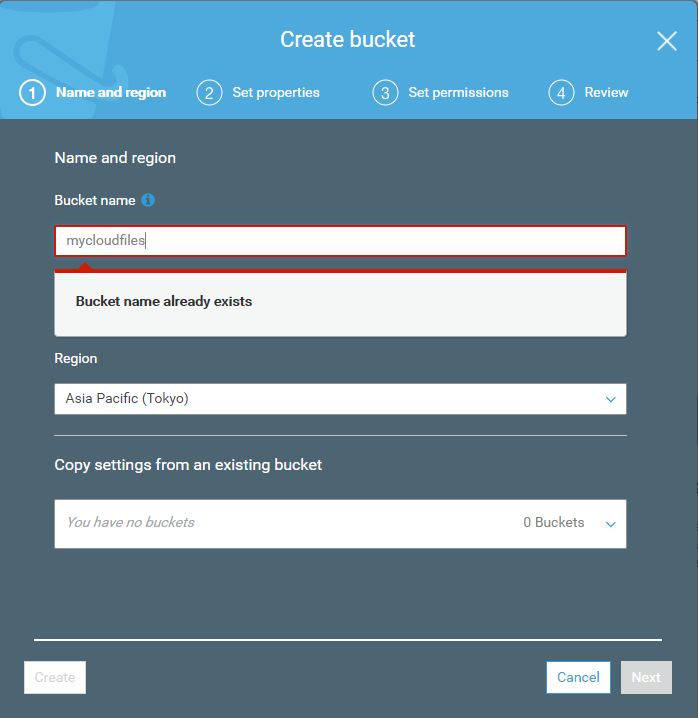 Create bucket
1 Name and region 2 Set properties 3 Set permissions 4 Review
Name and region
Bucket name
mycloudfiles
Bucket name already exists
Region
Asia Pacific (Tokyo)
Copy settings from an existing bucket
You have no buckets 0 Buckets
Create Cancel Next